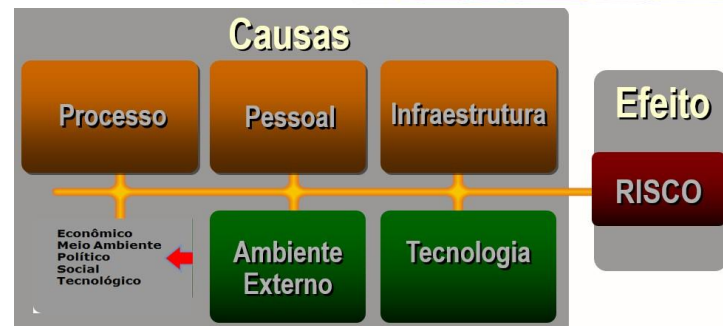 Causas
Processo
Pessoal
Infraestrutura
Efeito
RISCO
Econômico
Meio Ambiente
Político
Social
Tecnológico
Ambiente
Externo
Tecnologia